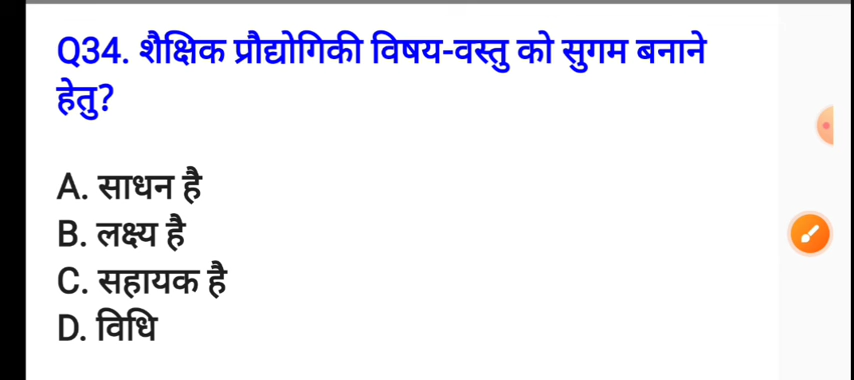 Q34. शैक्षिक प्रौद्योगिकी विषय-वस्तु को सुगम बनाने
हेतु?
A. साधन है
B. लक्ष्य है
C. सहायक है
D. विधि